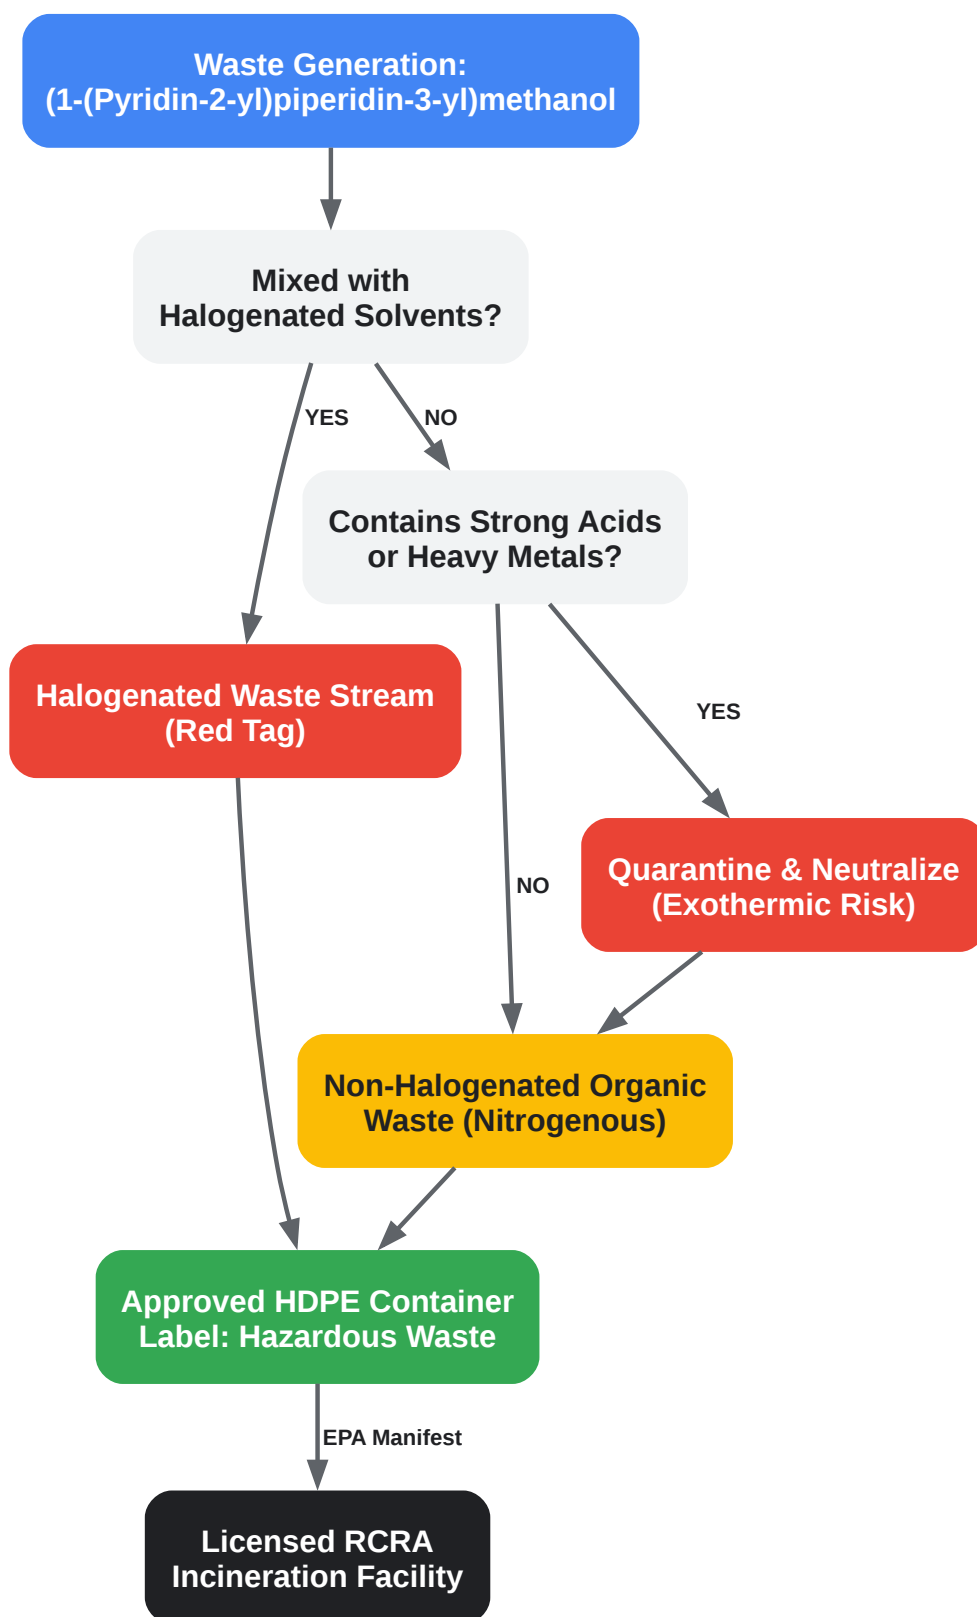 Waste Generation:
(1-(Pyridin-2-yl)piperidin-3-yl)methanol
Mixed with
Halogenated Solvents?
YES
NO
Contains Strong Acids
or Heavy Metals?
Halogenated Waste Stream
(Red Tag)
YES
Quarantine & Neutralize
(Exothermic Risk)
NO
Non-Halogenated Organic
Waste (Nitrogenous)
Approved HDPE Container
Label: Hazardous Waste
EPA Manifest
Licensed RCRA
Incineration Facility